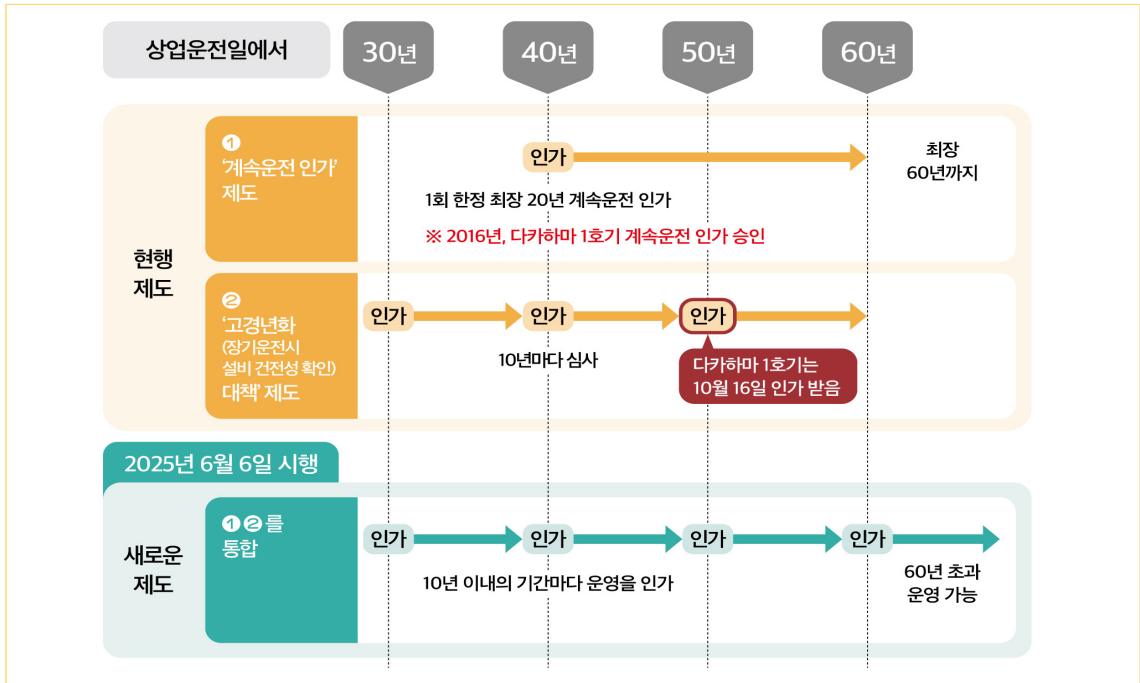 상업운전일에서
30년
40년
50년
60년
현행
제도
❶
'계속운전 인가'
제도
인가
최장
60년까지
1회 한정 최장 20년 계속운전 인가
※ 2016년, 다카하마 1호기 계속운전 인가 승인
❷
'고경년화
(장기운전시
설비 건전성 확인)
대책' 제도
인가
인가
인가
10년마다 심사
다카하마 1호기는
10월 16일 인가 받음
2025년 6월 6일 시행
새로운
제도
❶❷를
통합
인가
인가
인가
인가
10년 이내의 기간마다 운영을 인가
60년 초과
운영 가능